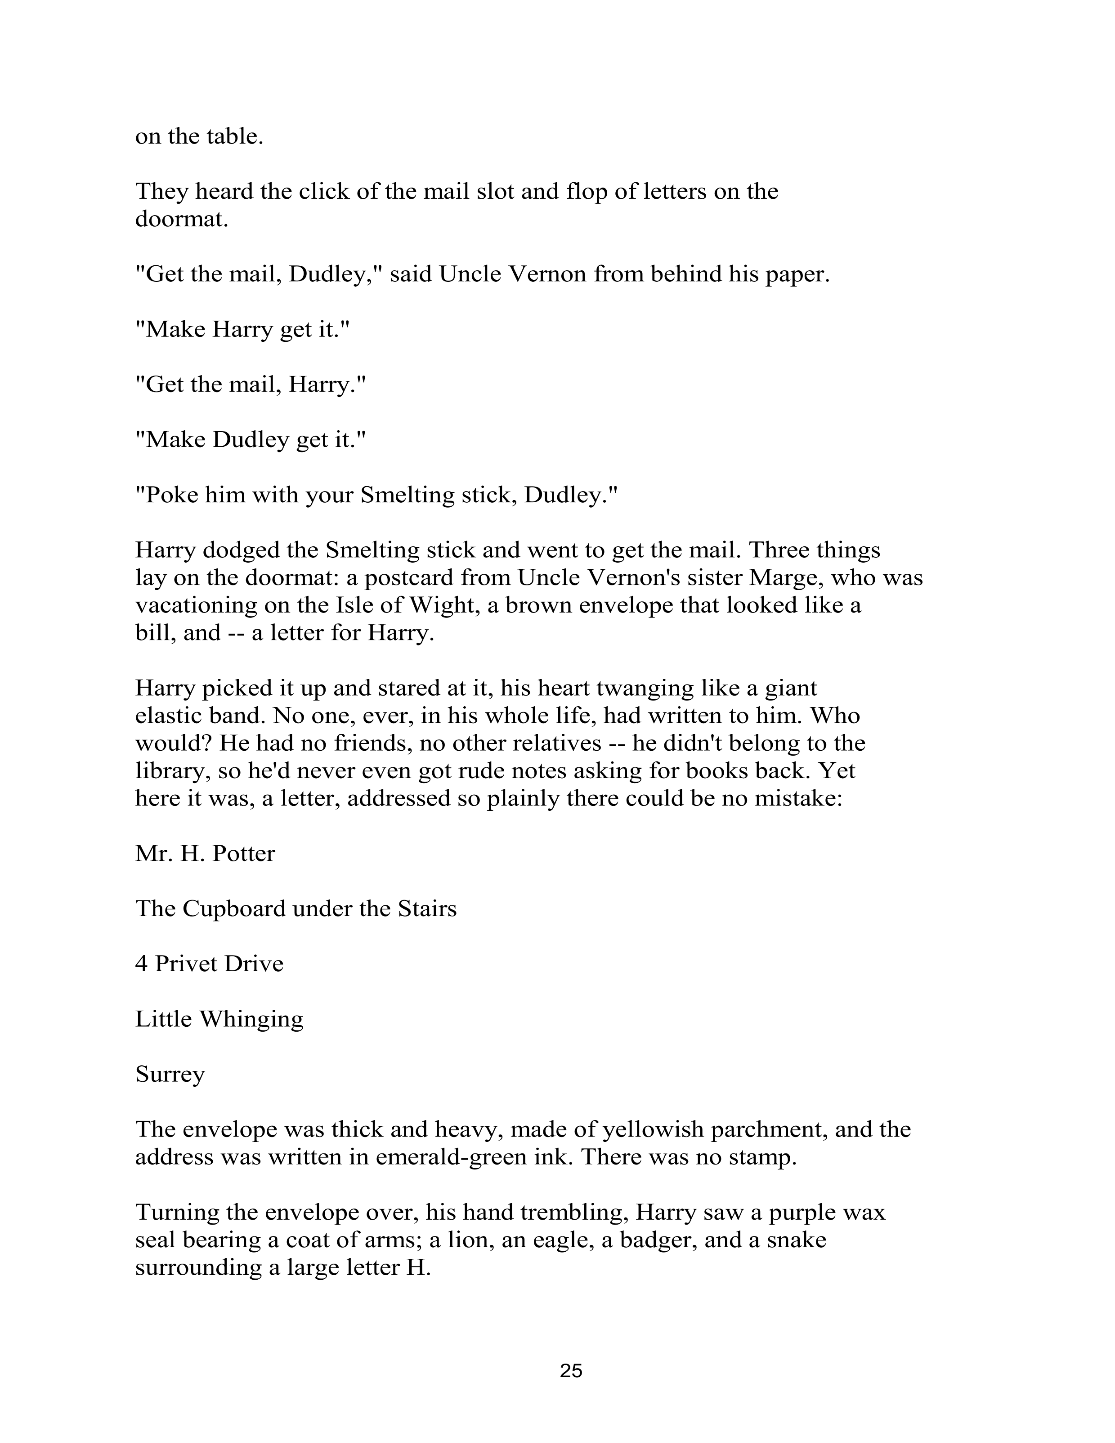 on the table.
They heard the click of the mail slot and flop of letters on the
doormat.
"Get the mail, Dudley," said Uncle Vernon from behind his paper.
"Make Harry get it."
"Get the mail, Harry."
"Make Dudley get it."
"Poke him with your Smelting stick, Dudley."
Harry dodged the Smelting stick and went to get the mail. Three things
lay on the doormat: a postcard from Uncle Vernon's sister Marge, who was
vacationing on the Isle of Wight, a brown envelope that looked like a
bill, and -- a letter for Harry.
Harry picked it up and stared at it, his heart twanging like a giant
elastic band. No one, ever, in his whole life, had written to him. Who
would? He had no friends, no other relatives -- he didn't belong to the
library, so he'd never even got rude notes asking for books back. Yet
here it was, a letter, addressed so plainly there could be no mistake:
Mr. H. Potter
The Cupboard under the Stairs
4 Privet Drive
Little Whinging
Surrey
The envelope was thick and heavy, made of yellowish parchment, and the
address was written in emerald-green ink. There was no stamp.
Turning the envelope over, his hand trembling, Harry saw a purple wax
seal bearing a coat of arms; a lion, an eagle, a badger, and a snake
surrounding a large letter H.
25